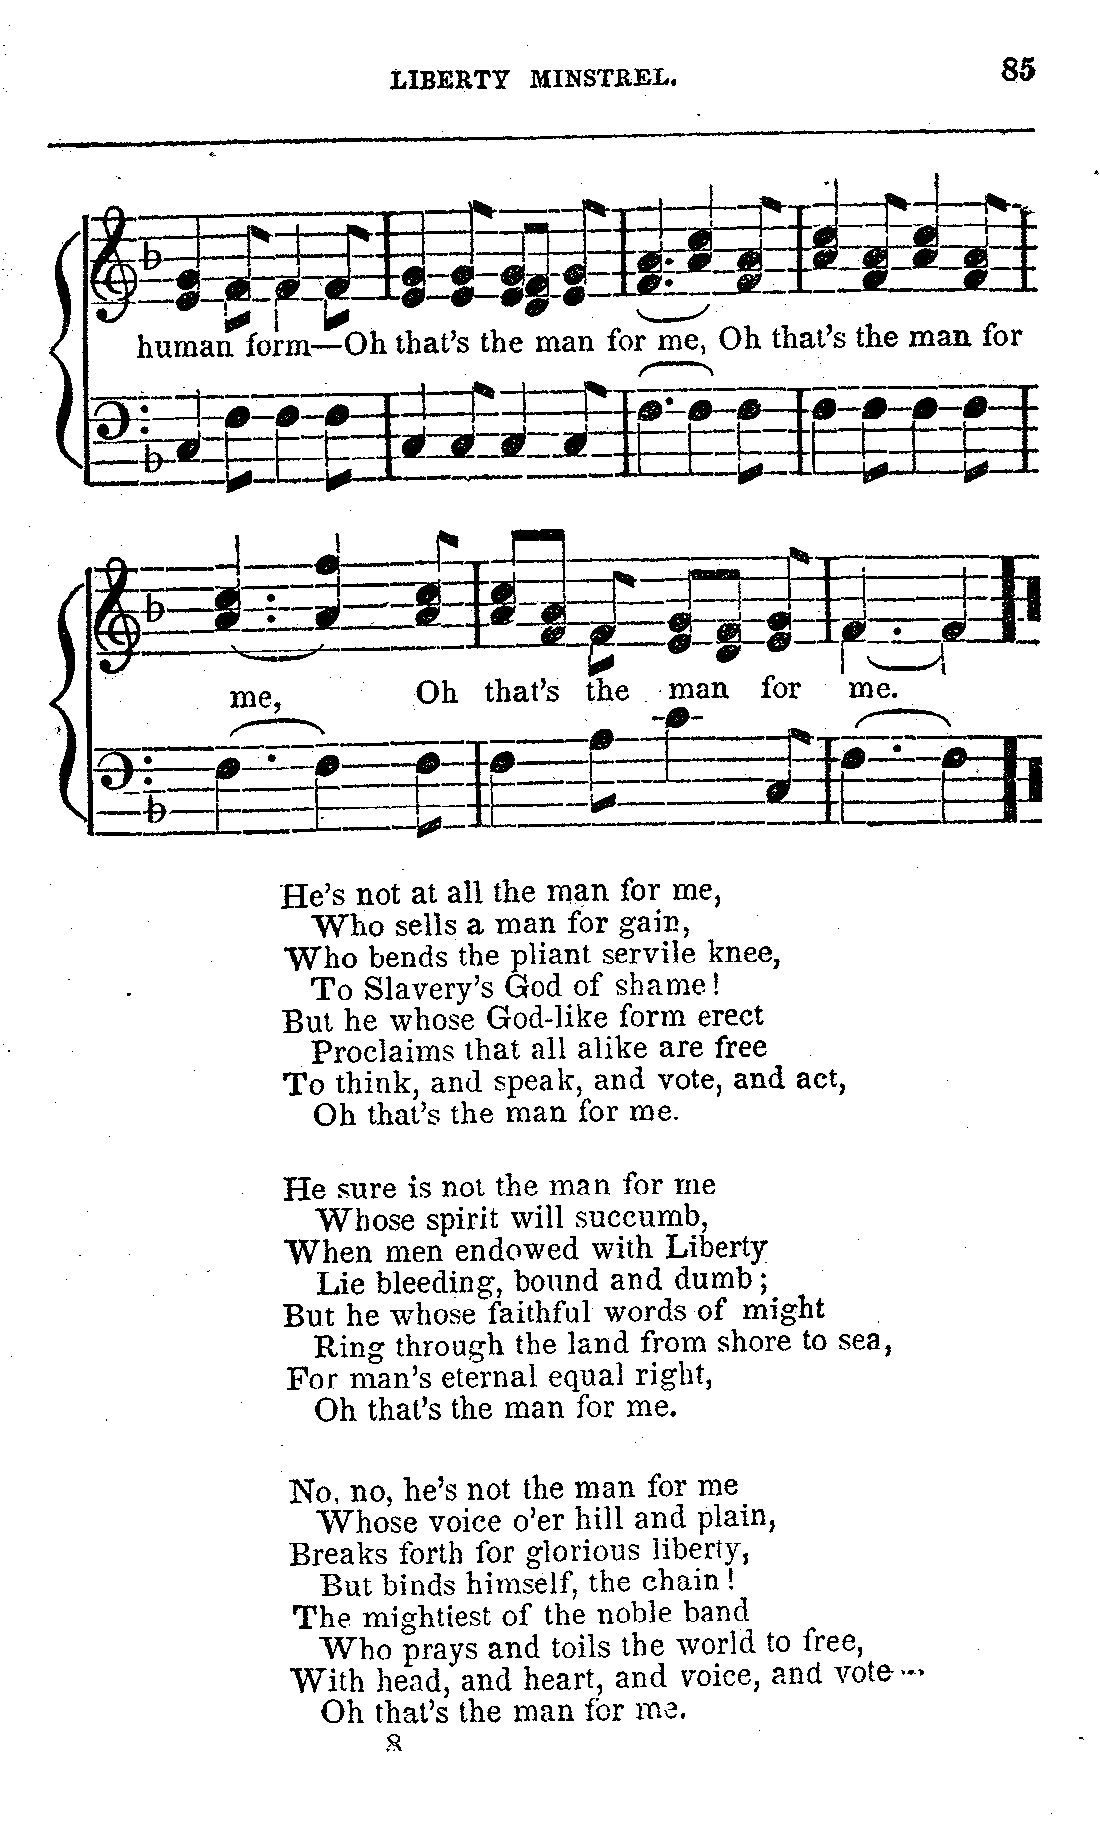 LIBERTY MINSTREL. 85
human form—Oh that's the man for me, Oh that's the man for
me, Oh that's the man for me.
He's not at all the man for me,
Who sells a man for gain,
Who bends the pliant servile knee,
To Slavery's God of shame!
But he whose God-like form erect
Proclaims that all alike are free
To think, and speak, and vote, and act,
Oh that's the man for me.
He sure is not the man for me
Whose spirit will succumb,
When men endowed with Liberty
Lie bleeding, bound and dumb;
But he whose faithful words of might
Ring through the land from shore to sea,
For man's eternal equal right,
Oh that's the man for me.
No, no, he's not the man for me
Whose voice o'er hill and plain,
Breaks forth for glorious liberty,
But binds himself, the chain!
The mightiest of the noble band
Who prays and toils the world to free,
With head, and heart, and voice, and vote--
Oh that's the man for me.
8